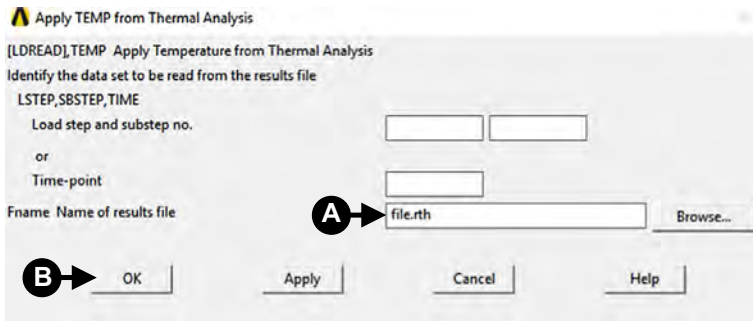 Apply TEMP from Thermal Analysis
[LDREAD],TEMP Apply Temperature from Thermal Analysis
Identify the data set to be read from the results file
LSTEP,SBSTEP,TIME
Load step and substep no.
or
Time-point
Fname Name of results file A file.rth Browse...
B OK Apply Cancel Help